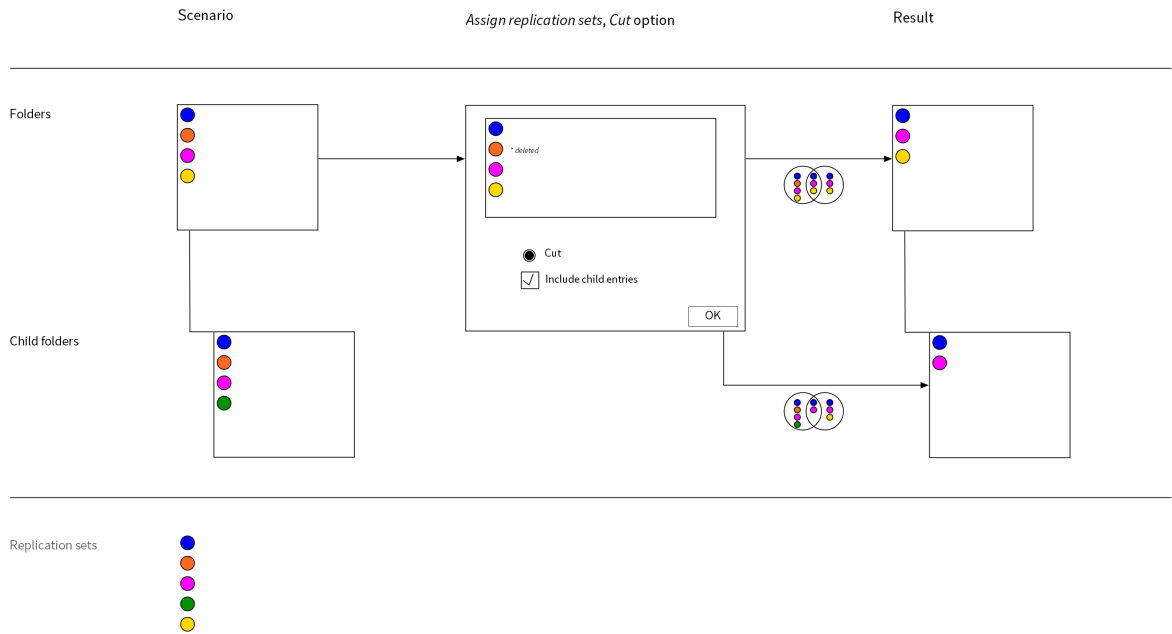 Scenario
Assign replication sets, Cut option
Result
Folders
* deleted
Cut
Include child entries
OK
Child folders
Replication sets